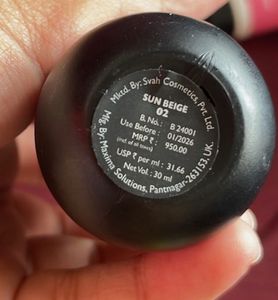 Mktd. By: Svah Cosmetics, Pvt. Ltd.
SUN BEIGE
02
B. No.: B 24001
Use Before : 01/2026
MRP ₹ : 950.00
(incl. of all taxes)
USP ₹ per ml : 31.66
Net Vol. : 30 ml
Mfg. By: Maxima Solutions, Pantnagar-263153, UK.